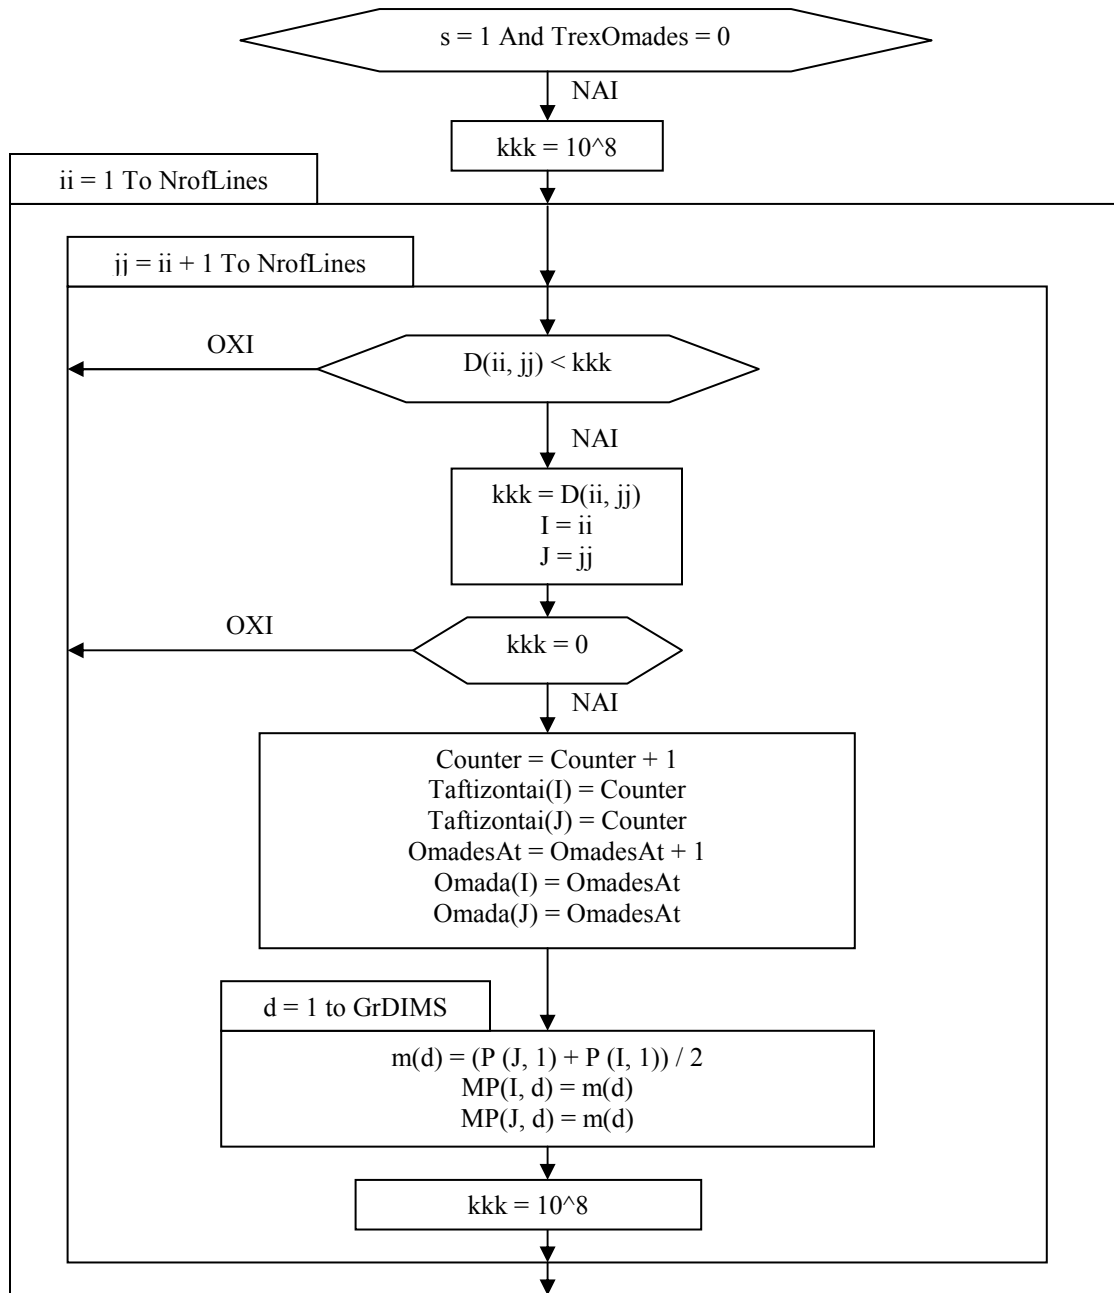 s = 1 And TrexOmades = 0
NAI
kkk = 10^8
ii = 1 To NrofLines
jj = ii + 1 To NrofLines
OXI
D(ii, jj) < kkk
NAI
kkk = D(ii, jj)
I = ii
J = jj
OXI
kkk = 0
NAI
Counter = Counter + 1
Taftizontai(I) = Counter
Taftizontai(J) = Counter
OmadesAt = OmadesAt + 1
Omada(I) = OmadesAt
Omada(J) = OmadesAt
d = 1 to GrDIMS
m(d) = (P (J, 1) + P (I, 1)) / 2
MP(I, d) = m(d)
MP(J, d) = m(d)
kkk = 10^8